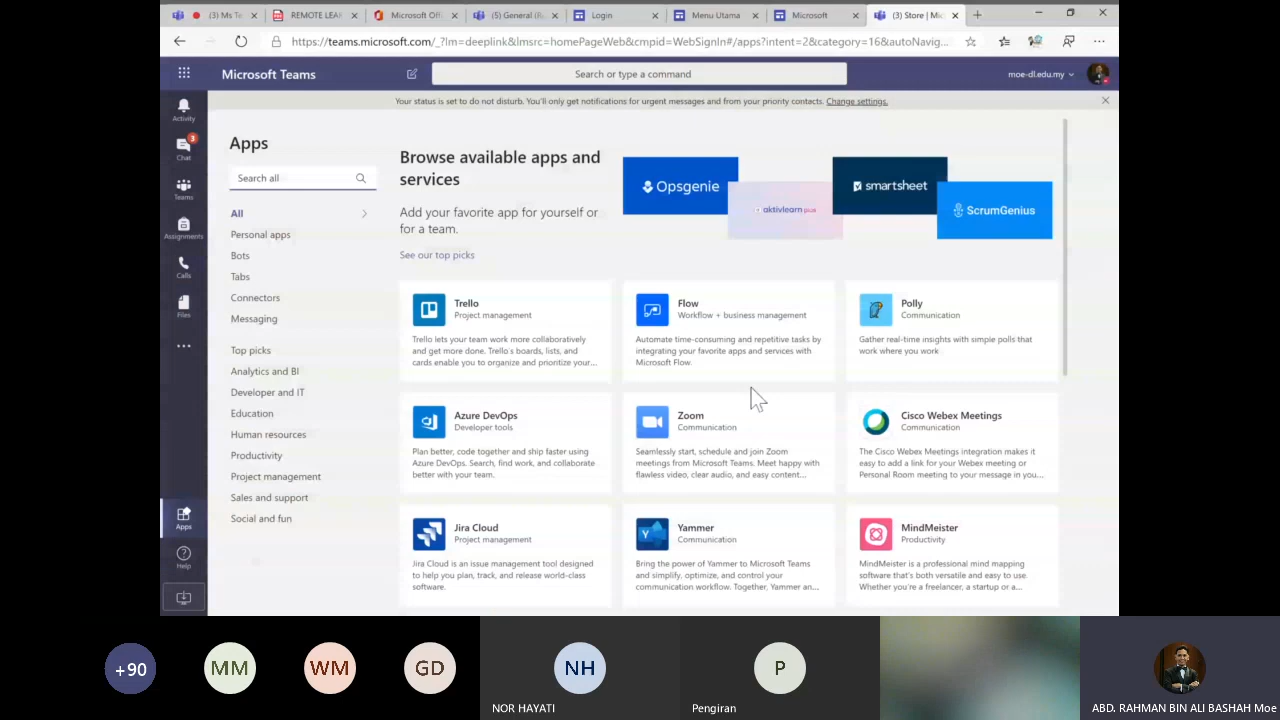 (3) Ms Te
REMOTE LEA
Microsoft Off
(5) General (R
Login
Menu Utama
Microsoft
(3) Store | Mic
https://teams.microsoft.com/_?lm=deeplink&lmsrc=homePageWeb&cmpid=WebSignIn#/apps?intent=2&category=16&autoNavig...
Microsoft Teams
Search or type a command
moe-dl.edu.my
Your status is set to do not disturb. You'll only get notifications for urgent messages and from your priority contacts. Change settings.
Activity
3
Chat
Teams
Assignments
Calls
Files
Apps
Help
Apps
Search all
All
Personal apps
Bots
Tabs
Connectors
Messaging
Top picks
Analytics and BI
Developer and IT
Education
Human resources
Productivity
Project management
Sales and support
Social and fun
Browse available apps and
services
Add your favorite app for yourself or
for a team.
See our top picks
Opsgenie
aktivlearn plus
smartsheet
ScrumGenius
Trello
Project management
Trello lets your team work more collaboratively
and get more done. Trello's boards, lists, and
cards enable you to organize and prioritize your...
Flow
Workflow + business management
Automate time-consuming and repetitive tasks by
integrating your favorite apps and services with
Microsoft Flow.
Polly
Communication
Gather real-time insights with simple polls that
work where you work
Azure DevOps
Developer tools
Plan better, code together and ship faster using
Azure DevOps. Search, find work, and collaborate
better with your team.
Zoom
Communication
Seamlessly start, schedule and join Zoom
meetings from Microsoft Teams. Meet happy with
flawless video, clear audio, and easy content...
Cisco Webex Meetings
Communication
The Cisco Webex Meetings integration makes it
easy to add a link for your Webex meeting or
Personal Room meeting to your message in you...
Jira Cloud
Project management
Jira Cloud is an issue management tool designed
to help you plan, track, and release world-class
software.
Yammer
Communication
Bring the power of Yammer to Microsoft Teams
and simplify, optimize, and control your
communication workflow. Together, Yammer an...
MindMeister
Productivity
MindMeister is a professional mind mapping
software that's both versatile and easy to use.
Whether you're a freelancer, a startup or a...
+90
MM
WM
GD
NH
NOR HAYATI
P
Pengiran
ABD. RAHMAN BIN ALI BASHAH Moe